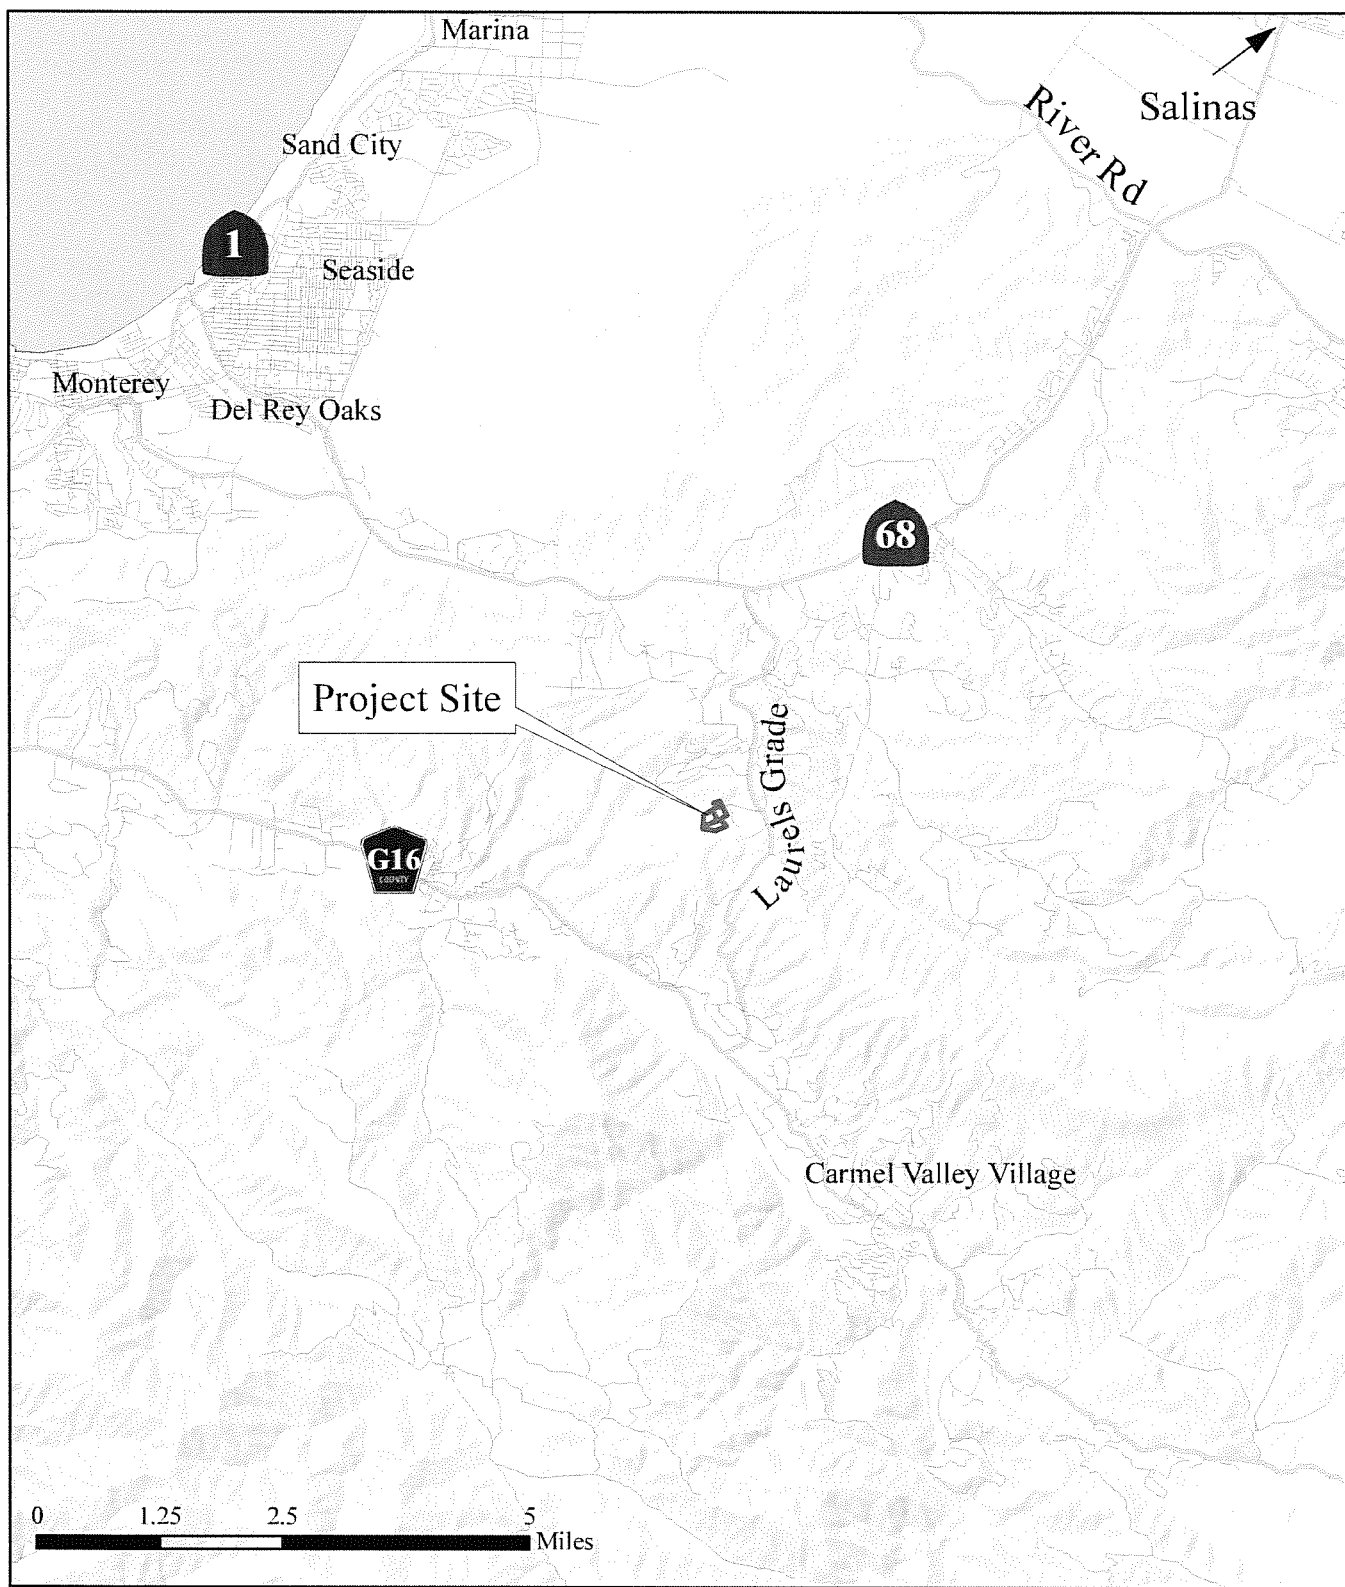 Marina
Salinas
River Rd
Sand City
1
Seaside
Monterey
Del Rey Oaks
68
Project Site
Laurels Grade
G16
COUNTY
Carmel Valley Village
0 1.25 2.5 5
Miles